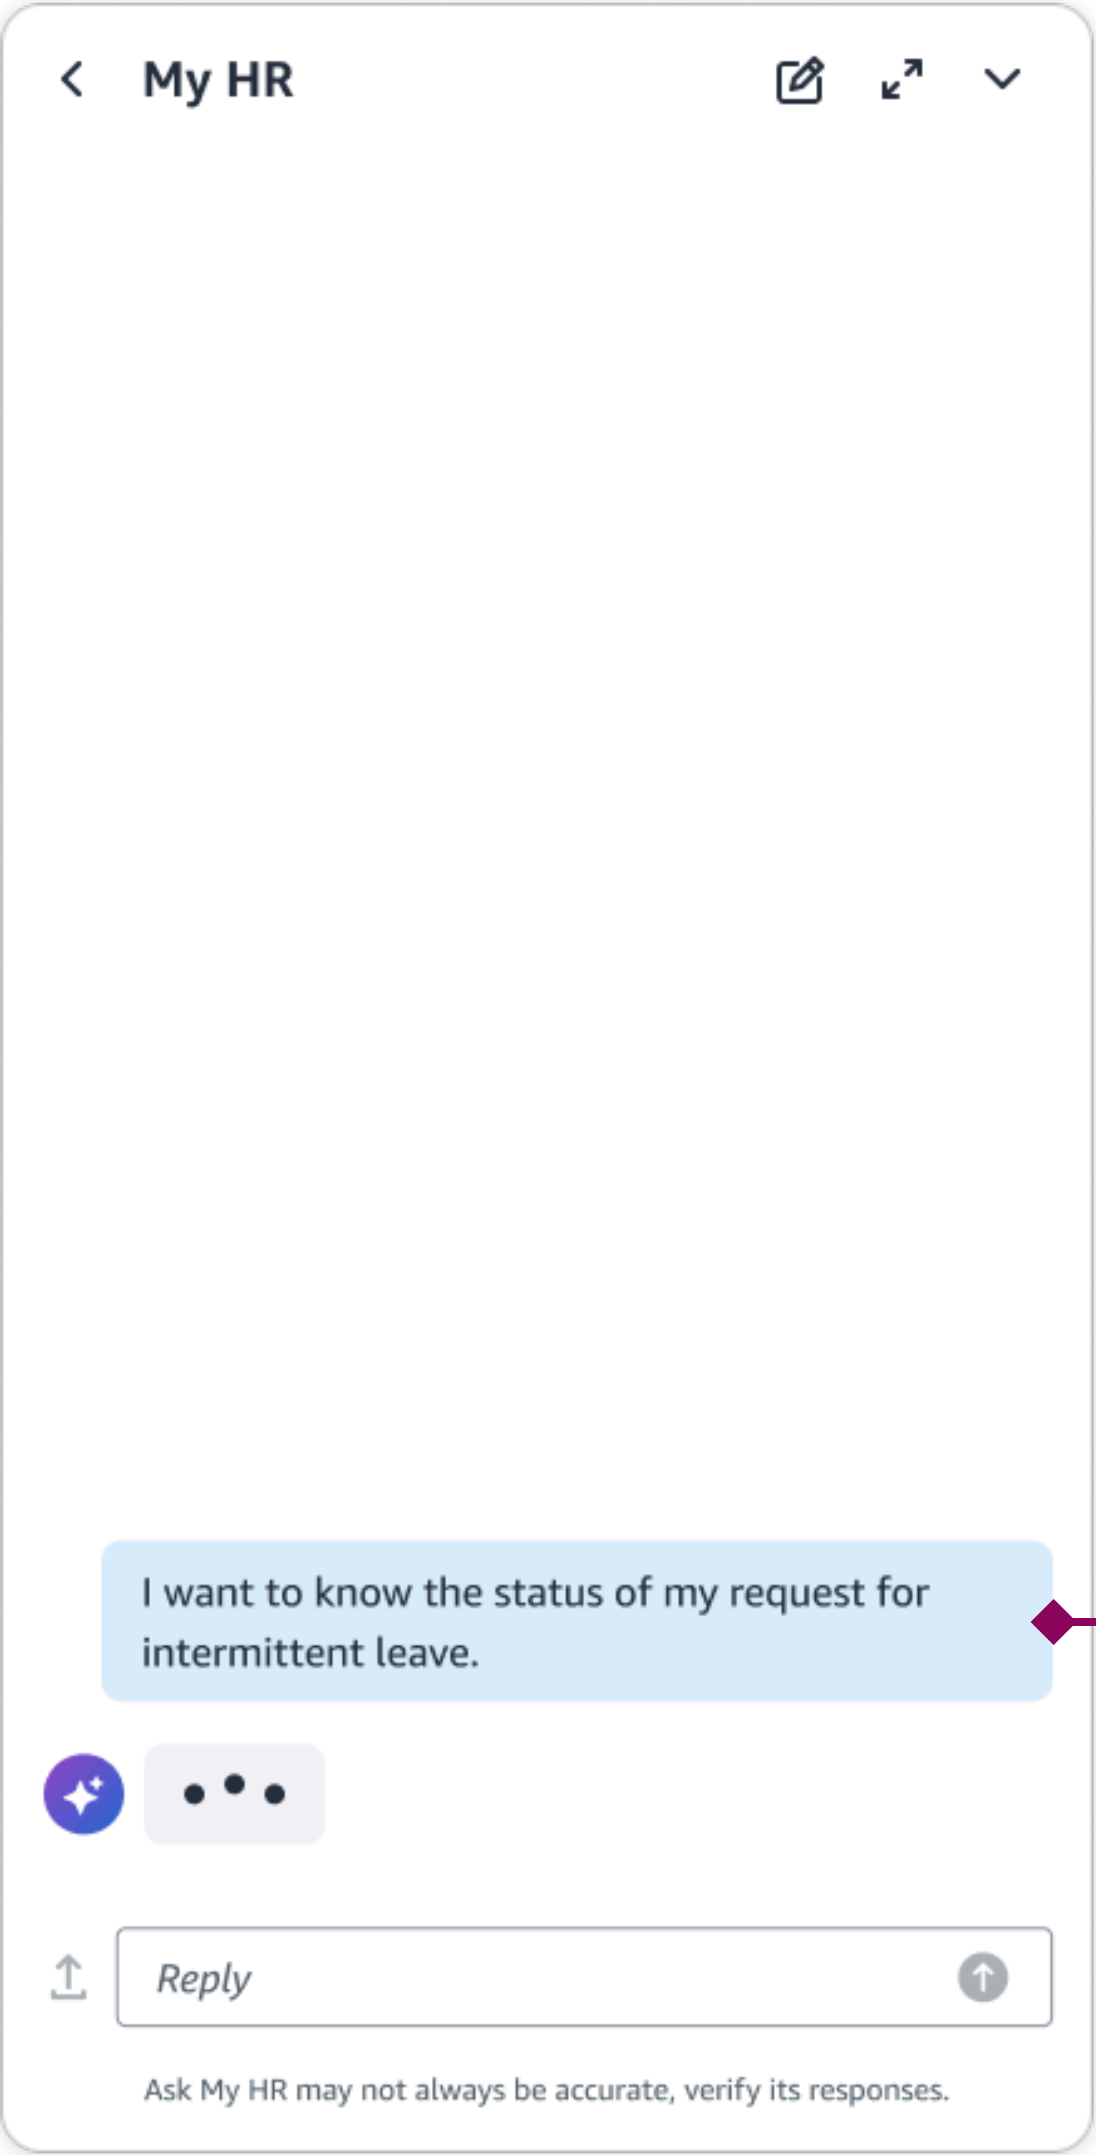 My HR
I want to know the status of my request for
intermittent leave.
Reply
Ask My HR may not always be accurate, verify its responses.